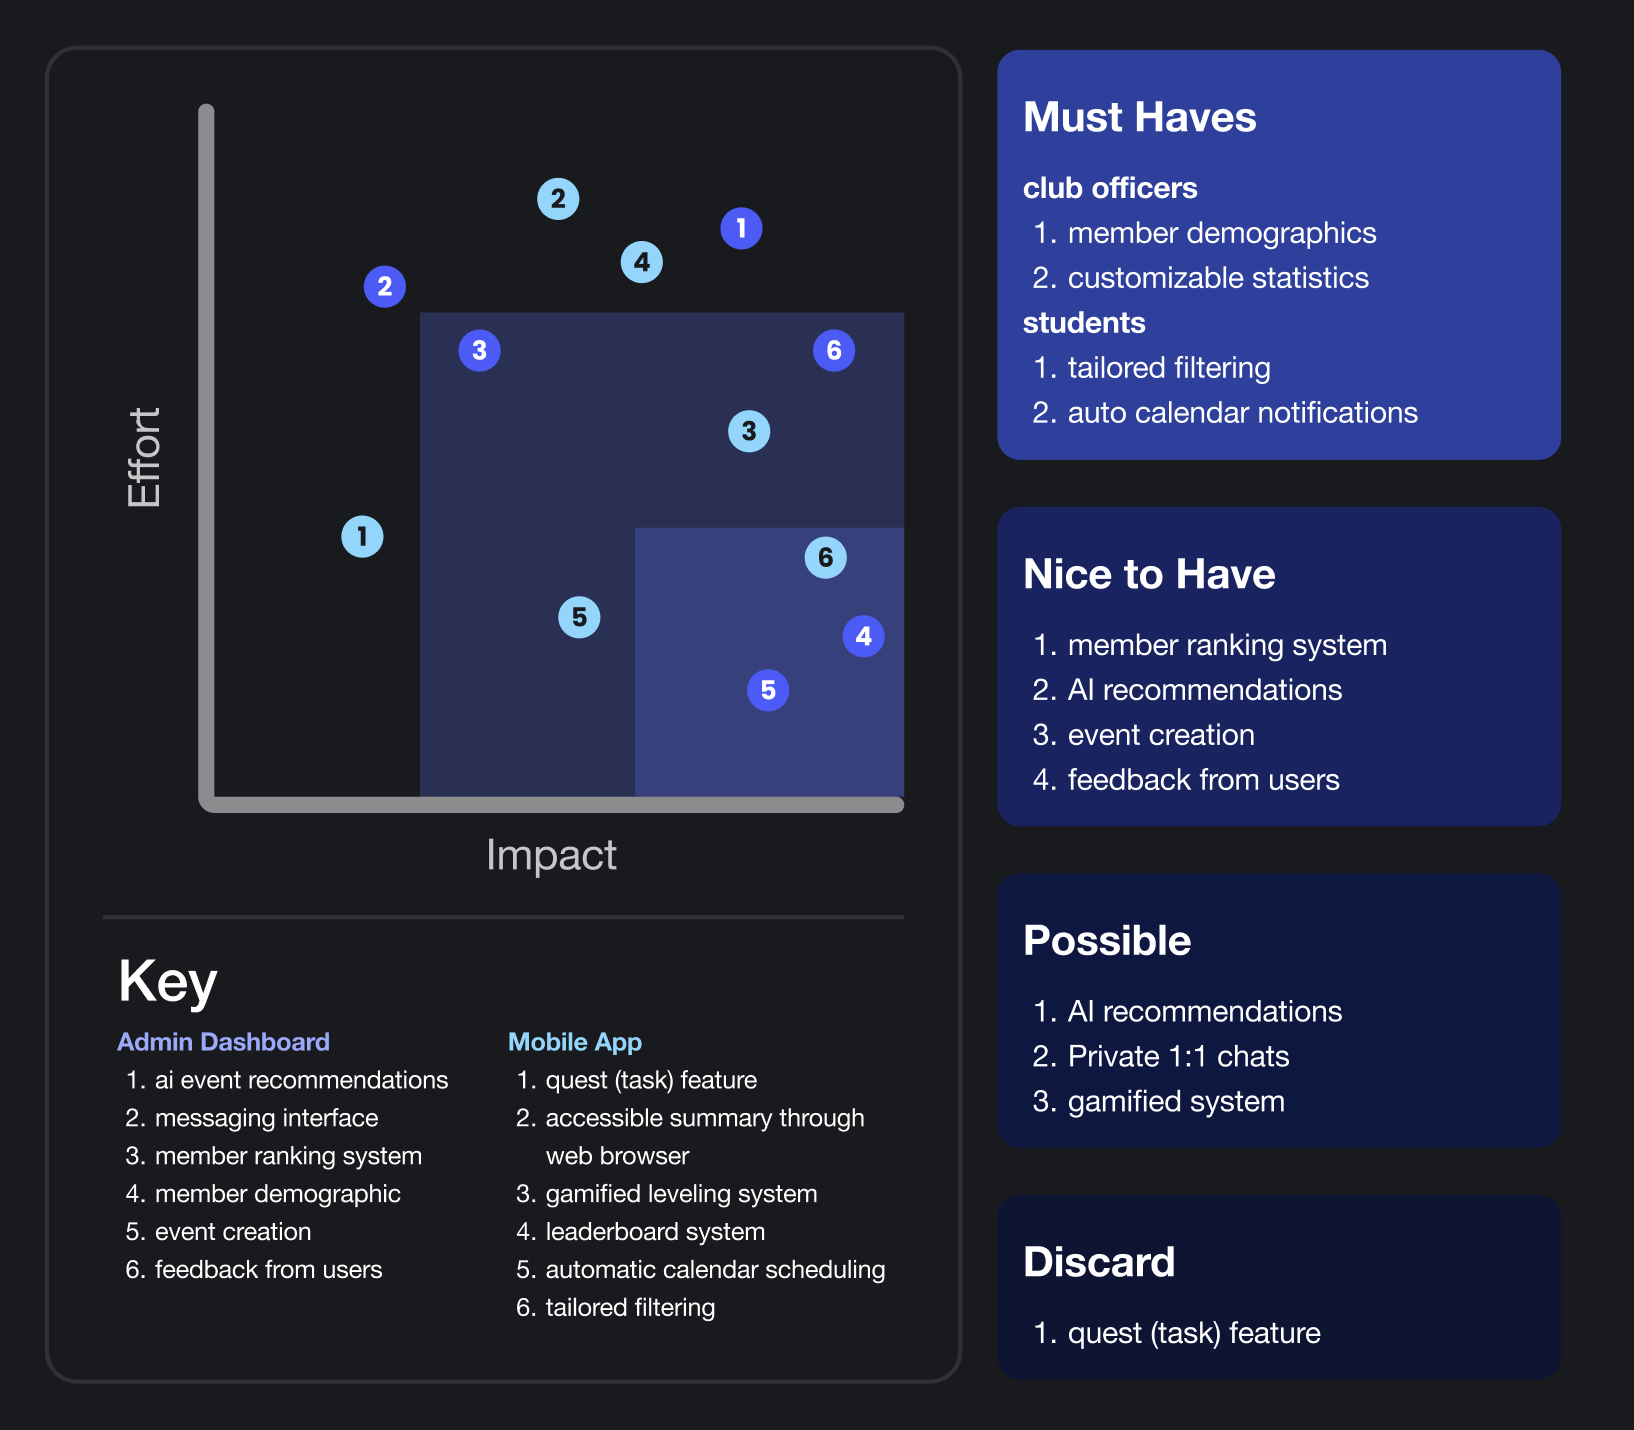 2
1
4
2
3
6
3
1
6
5
4
5
Effort
Impact
Key
Admin Dashboard
1. ai event recommendations
2. messaging interface
3. member ranking system
4. member demographic
5. event creation
6. feedback from users
Mobile App
1. quest (task) feature
2. accessible summary through
web browser
3. gamified leveling system
4. leaderboard system
5. automatic calendar scheduling
6. tailored filtering
Must Haves
club officers
1. member demographics
2. customizable statistics
students
1. tailored filtering
2. auto calendar notifications
Nice to Have
1. member ranking system
2. AI recommendations
3. event creation
4. feedback from users
Possible
1. AI recommendations
2. Private 1:1 chats
3. gamified system
Discard
1. quest (task) feature